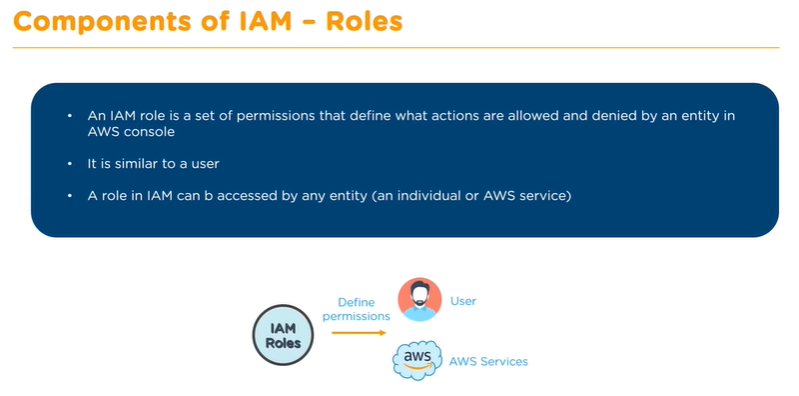 Components of IAM – Roles
• An IAM role is a set of permissions that define what actions are allowed and denied by an entity in
AWS console
• It is similar to a user
• A role in IAM can b accessed by any entity (an individual or AWS service)
IAM
Roles
Define
permissions
User
aws
AWS Services